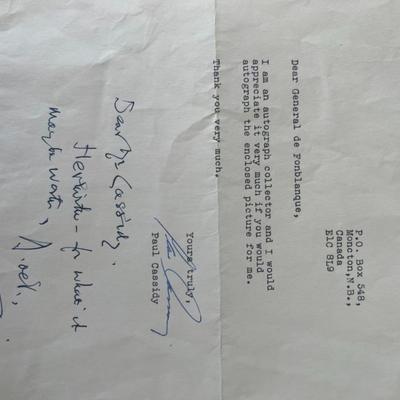 P.O. Box 548,
Moncton,N.B.,
Canada
E1C 8L9
Dear General de Fonblanque,
I am an autograph collector and I would
appreciate it very much if you would
autograph the enclosed picture for me.
Thank you very much.
Yours truly,
Paul Cassidy
Dear Mr Cassidy,
Herewith - for what it
may be worth,